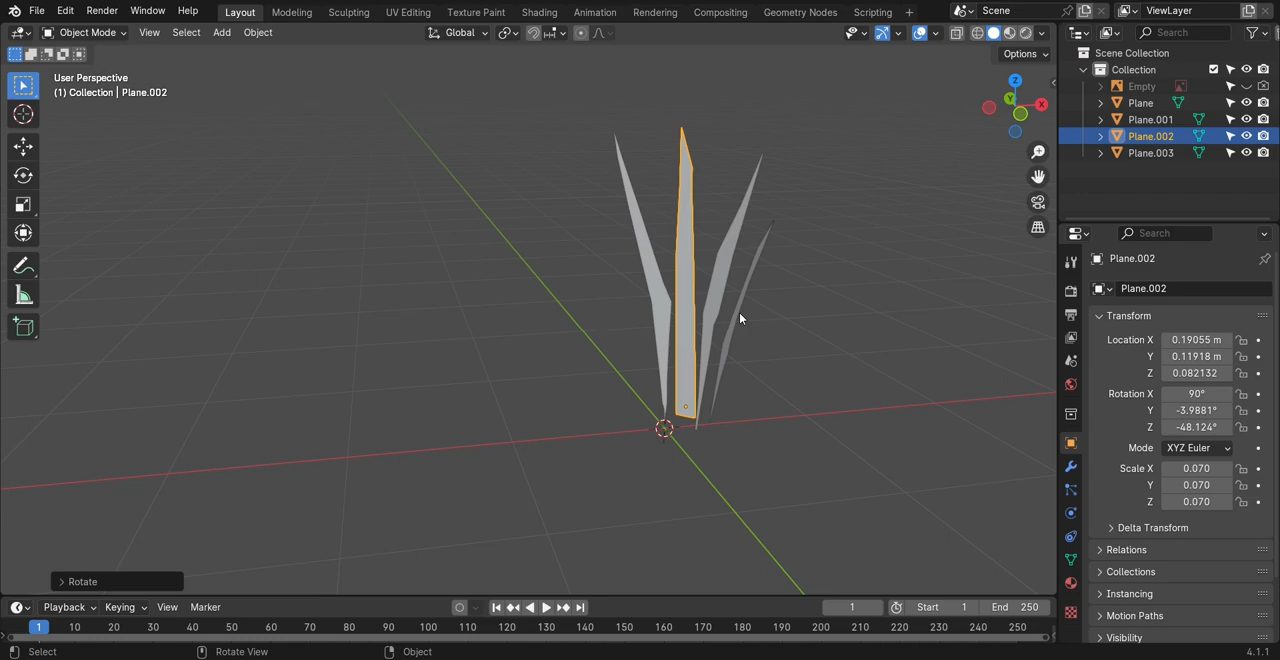 File Edit Render Window Help Layout Modeling Sculpting UV Editing Texture Paint Shading Animation Rendering Compositing Geometry Nodes Scripting + Scene ViewLayer
Object Mode View Select Add Object Global Search
Options
User Perspective
(1) Collection | Plane.002
Z
Y
X
Rotate
Scene Collection
Collection
Empty
Plane
Plane.001
Plane.002
Plane.003
Search
Plane.002
Plane.002
Transform
Location X 0.19055 m
Y 0.11918 m
Z 0.082132
Rotation X 90°
Y -3.9881°
Z -48.124°
Mode XYZ Euler
Scale X 0.070
Y 0.070
Z 0.070
Delta Transform
Relations
Collections
Instancing
Motion Paths
Visibility
Playback Keying View Marker 1 Start 1 End 250
1 10 20 30 40 50 60 70 80 90 100 110 120 130 140 150 160 170 180 190 200 210 220 230 240 250
Select Rotate View Object 4.1.1